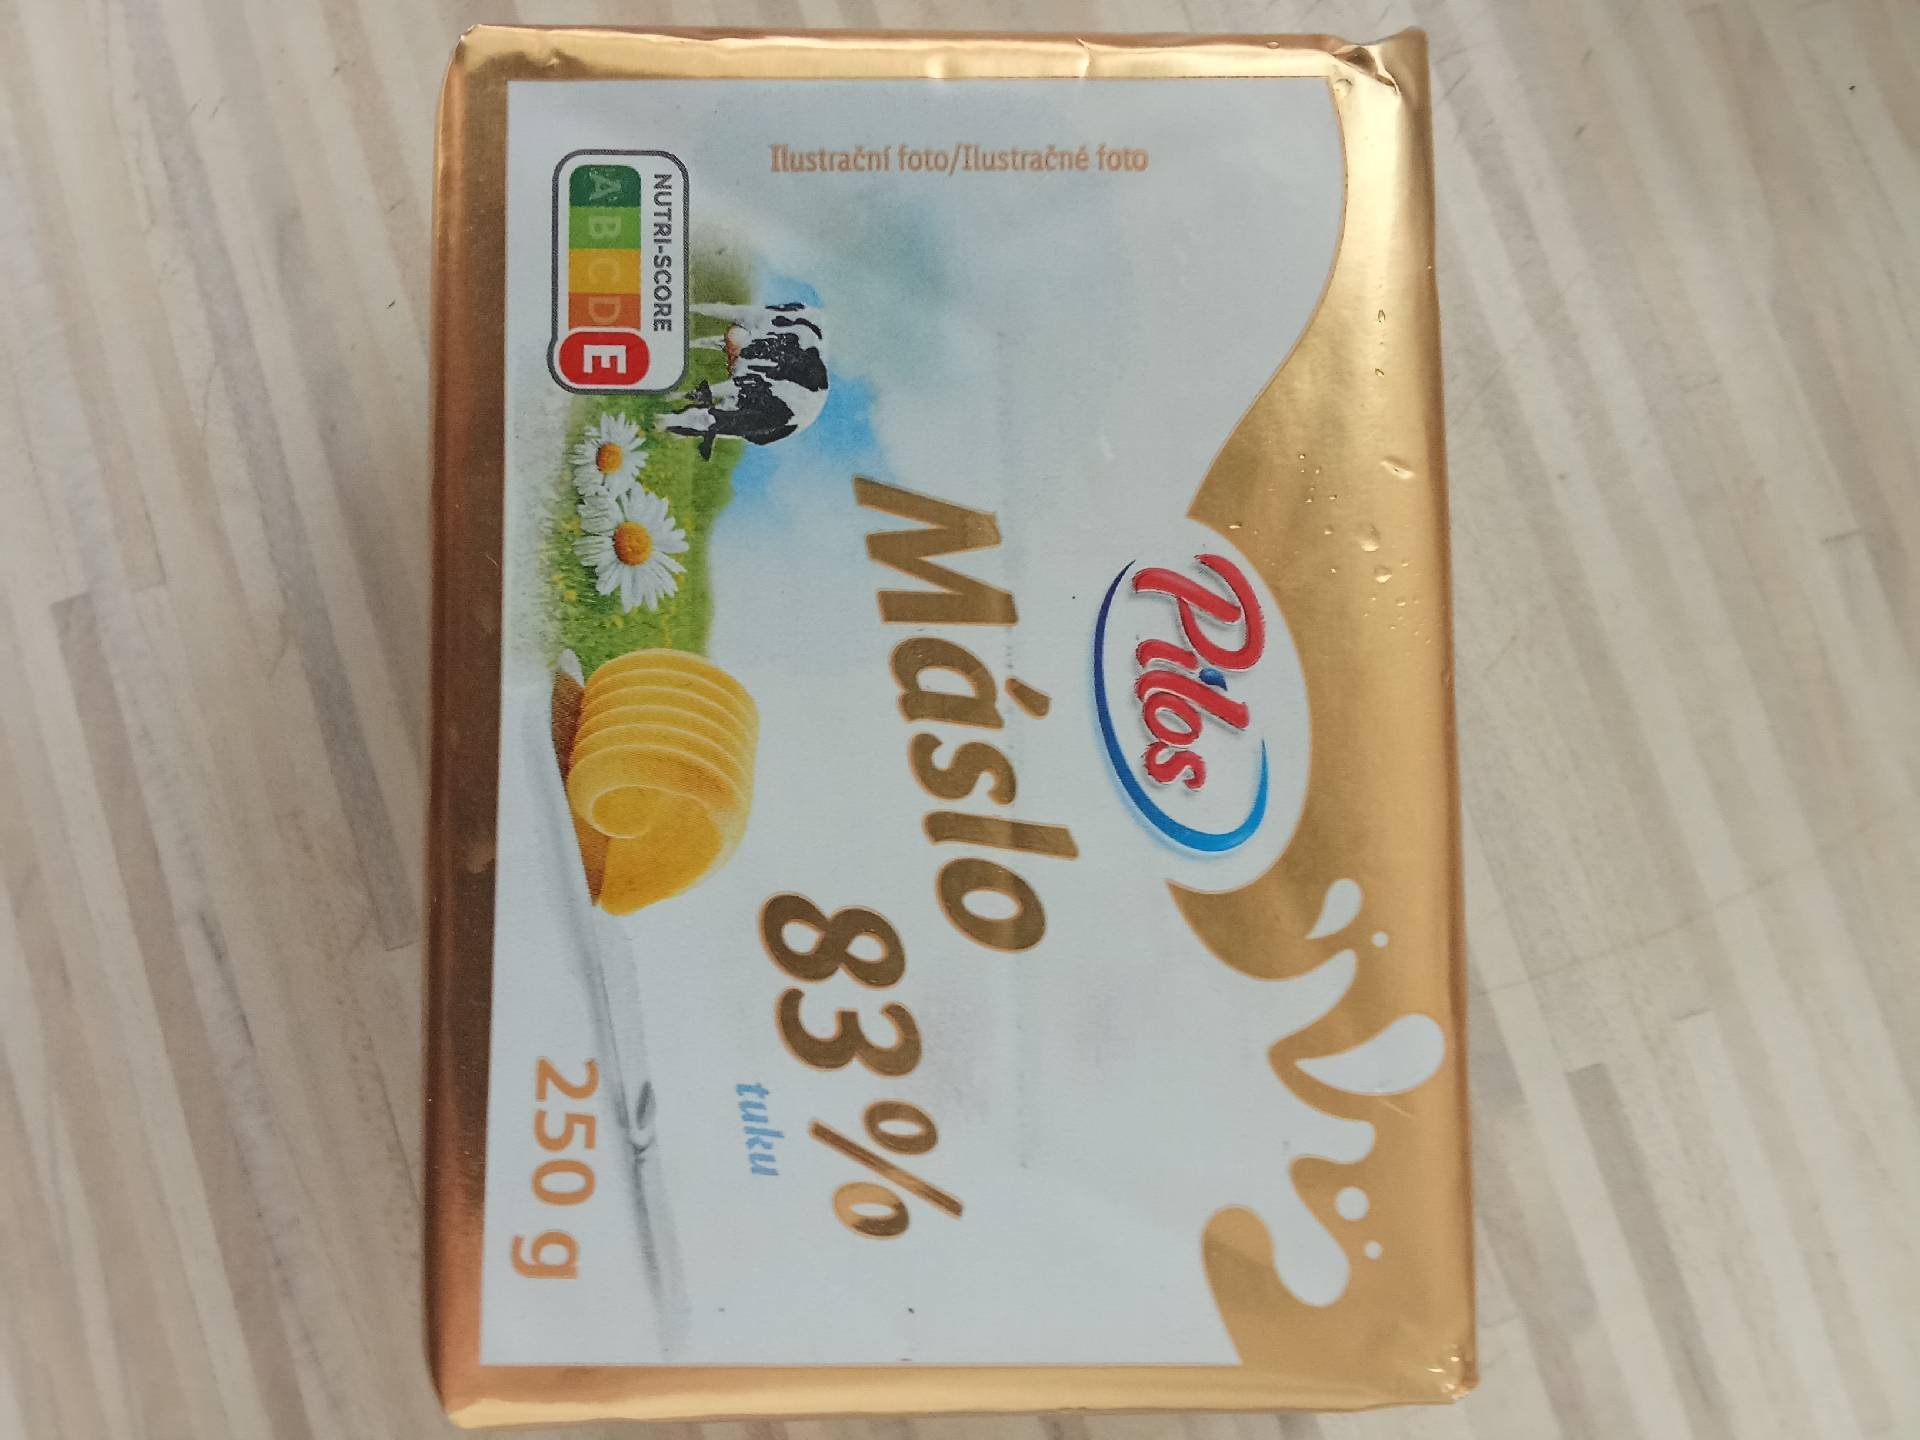 Pilos
Máslo
83%
tuku
250 g
NUTRI-SCORE
A B C D E
Ilustrační foto/Ilustračné foto